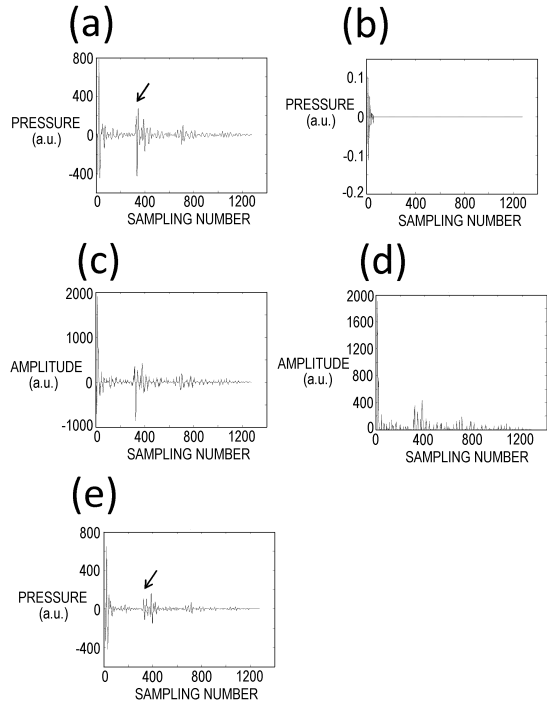 (a)
800
400
0
-400
PRESSURE
(a.u.)
0 400 800 1200
SAMPLING NUMBER
(b)
0.1
0
-0.1
-0.2
PRESSURE
(a.u.)
0 400 800 1200
SAMPLING NUMBER
(c)
2000
1000
0
-1000
AMPLITUDE
(a.u.)
0 400 800 1200
SAMPLING NUMBER
(d)
2000
1600
1200
800
400
0
AMPLITUDE
(a.u.)
0 400 800 1200
SAMPLING NUMBER
(e)
800
400
0
-400
PRESSURE
(a.u.)
0 400 800 1200
SAMPLING NUMBER